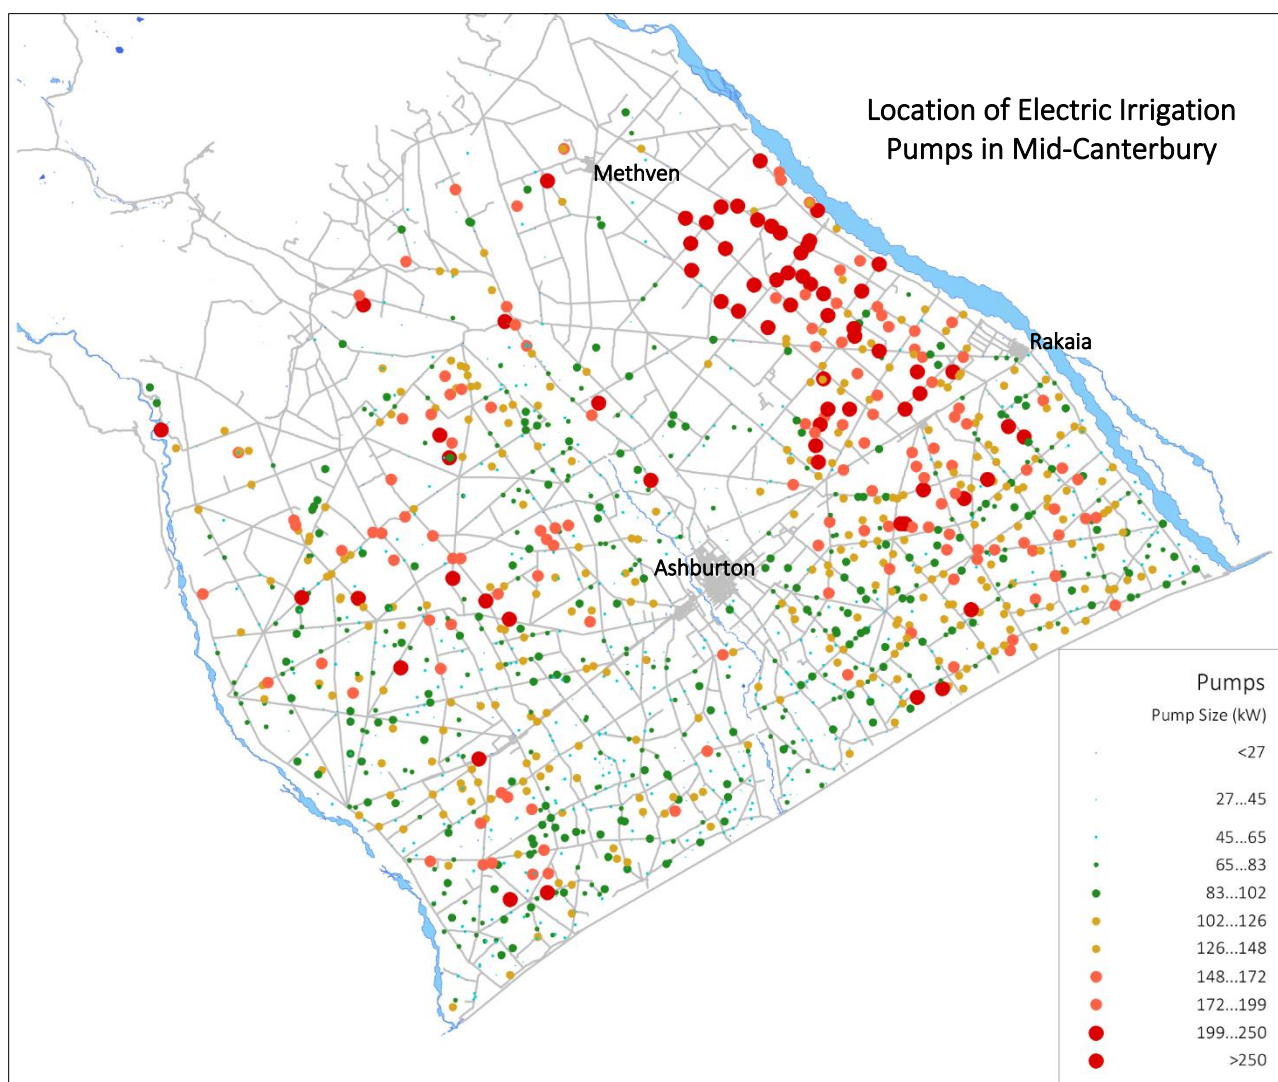 Location of Electric Irrigation
Pumps in Mid-Canterbury
Methven
Rakaia
Ashburton
Pumps
Pump Size (kW)
<27
27...45
45...65
65...83
83...102
102...126
126...148
148...172
172...199
199...250
>250